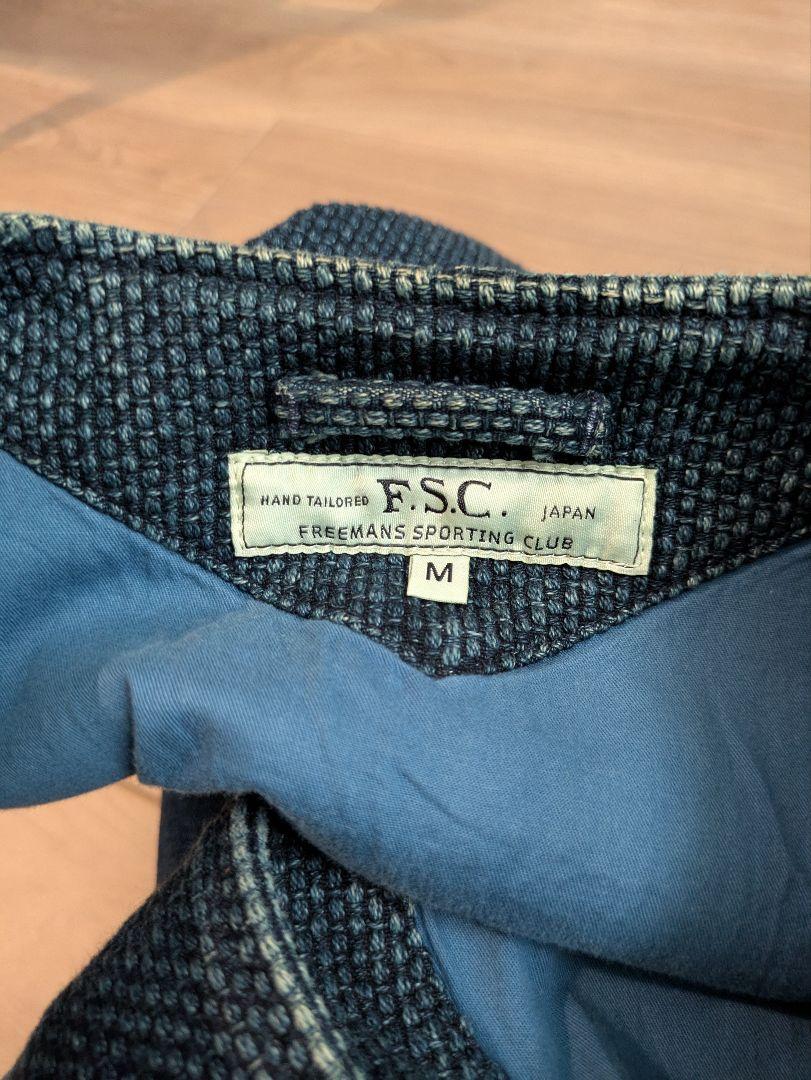 HAND TAILORED F.S.C. JAPAN
FREEMANS SPORTING CLUB
M